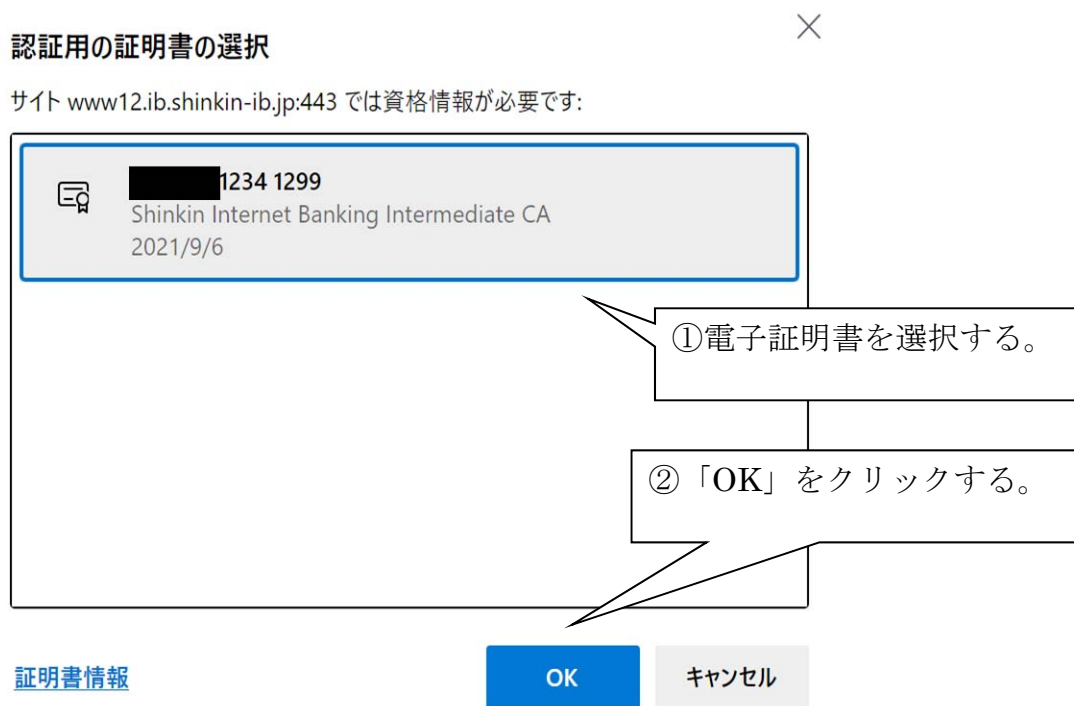 認証用の証明書の選択
サイト www12.ib.shinkin-ib.jp:443 では資格情報が必要です:
1234 1299
Shinkin Internet Banking Intermediate CA
2021/9/6
①電子証明書を選択する。
②「OK」をクリックする。
証明書情報
OK
キャンセル